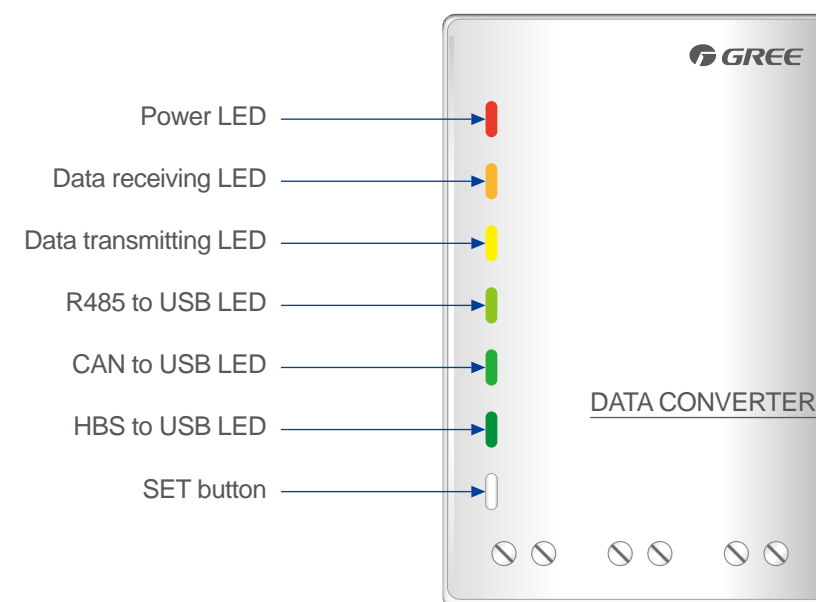 GREE
Power LED
Data receiving LED
Data transmitting LED
R485 to USB LED
CAN to USB LED
DATA CONVERTER
HBS to USB LED
SET button